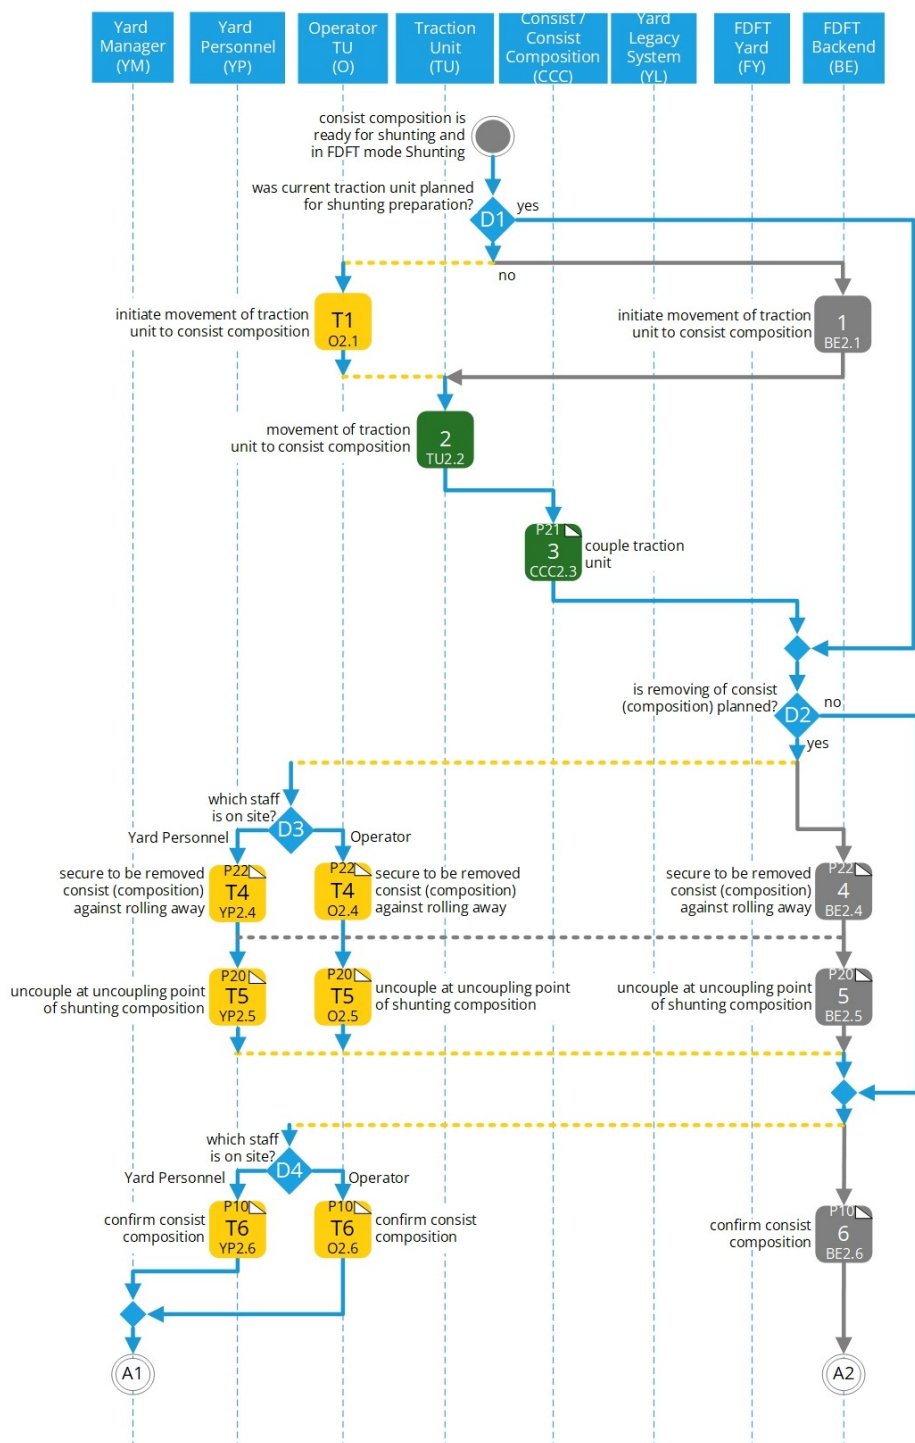 Yard
Manager
(YM)
Yard
Personnel
(YP)
Operator
TU
(O)
Traction
Unit
(TU)
Consist /
Consist
Composition
(CCC)
Yard
Legacy
System
(YL)
FDFT
Yard
(FY)
FDFT
Backend
(BE)
consist composition is
ready for shunting and
in FDFT mode Shunting
was current traction unit planned
for shunting preparation?
D1
yes
no
initiate movement of traction
unit to consist composition
T1
O2.1
initiate movement of traction
unit to consist composition
1
BE2.1
movement of traction
unit to consist composition
2
TU2.2
P21
3
CCC2.3
couple traction
unit
is removing of consist
(composition) planned?
D2
no
yes
which staff
is on site?
D3
Yard Personnel
Operator
secure to be removed
consist (composition)
against rolling away
P22
T4
YP2.4
P22
T4
O2.4
secure to be removed
consist (composition)
against rolling away
secure to be removed
consist (composition)
against rolling away
P22
4
BE2.4
uncouple at uncoupling point
of shunting composition
P20
T5
YP2.5
P20
T5
O2.5
uncouple at uncoupling point
of shunting composition
uncouple at uncoupling point
of shunting composition
P20
5
BE2.5
which staff
is on site?
D4
Yard Personnel
Operator
confirm consist
composition
P10
T6
YP2.6
P10
T6
O2.6
confirm consist
composition
confirm consist
composition
P10
6
BE2.6
A1
A2